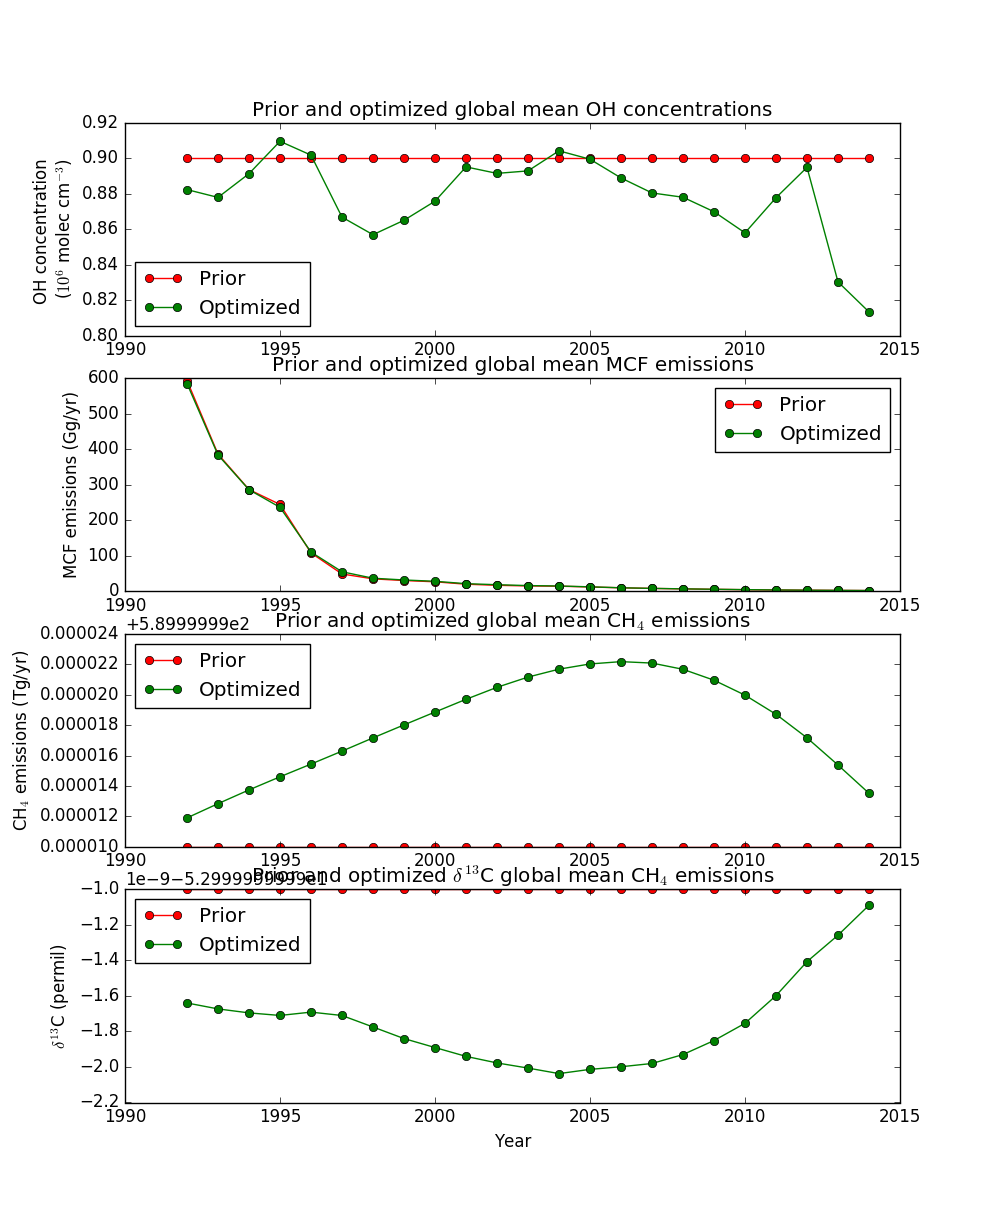 Prior and optimized global mean OH concentrations
OH concentration
(10⁶ molec cm⁻³)
0.92
0.90
0.88
0.86
0.84
0.82
0.80
Prior
Optimized
1990 1995 2000 2005 2010 2015
Prior and optimized global mean MCF emissions
MCF emissions (Gg/yr)
600
500
400
300
200
100
0
Prior
Optimized
1990 1995 2000 2005 2010 2015
+5.8999999e2
Prior and optimized global mean CH₄ emissions
CH₄ emissions (Tg/yr)
0.000024
0.000022
0.000020
0.000018
0.000016
0.000014
0.000012
0.000010
Prior
Optimized
1990 1995 2000 2005 2010 2015
1e−9−5.2999999999e1
Prior and optimized δ¹³C global mean CH₄ emissions
δ¹³C (permil)
−1.0
−1.2
−1.4
−1.6
−1.8
−2.0
−2.2
Prior
Optimized
1990 1995 2000 2005 2010 2015
Year